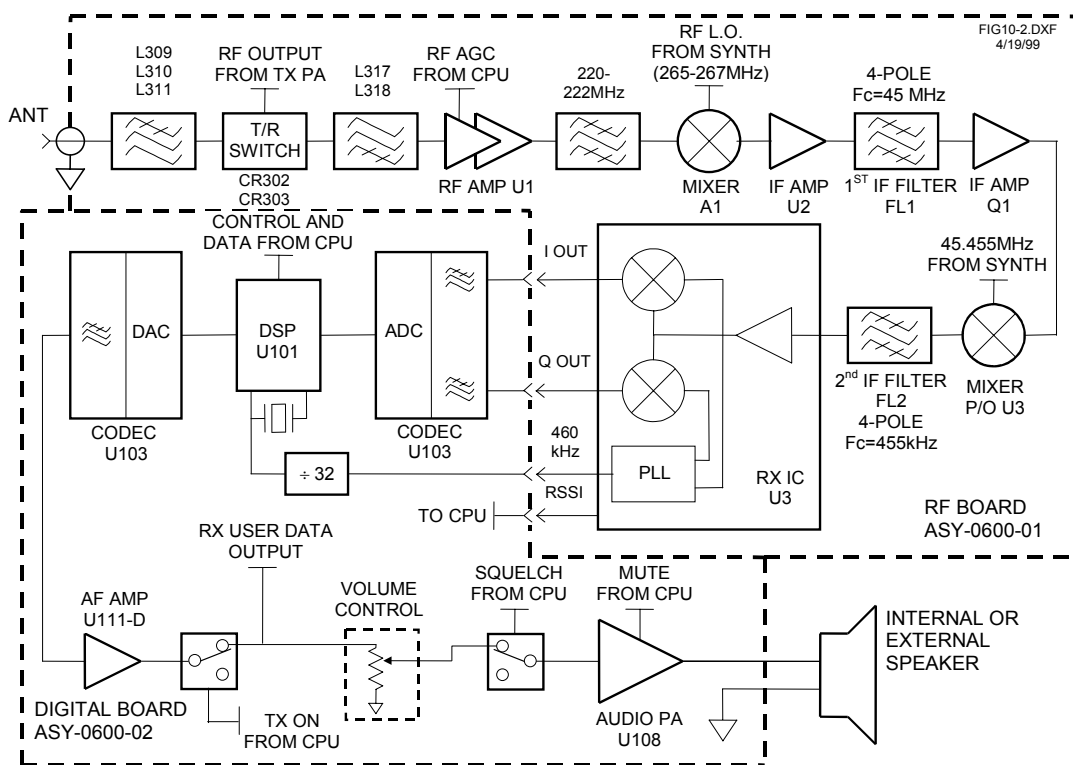 FIG10-2.DXF
4/19/99
ANT
L309
L310
L311
RF OUTPUT
FROM TX PA
T/R
SWITCH
CR302
CR303
L317
L318
RF AGC
FROM CPU
RF AMP U1
220-
222MHz
RF L.O.
FROM SYNTH
(265-267MHz)
MIXER
A1
IF AMP
U2
4-POLE
Fc=45 MHz
1ST IF FILTER
FL1
IF AMP
Q1
45.455MHz
FROM SYNTH
MIXER
P/O U3
2nd IF FILTER
FL2
4-POLE
Fc=455kHz
RX IC
U3
PLL
I OUT
Q OUT
460
kHz
RSSI
TO CPU
RF BOARD
ASY-0600-01
CONTROL AND
DATA FROM CPU
ADC
CODEC
U103
DSP
U101
÷ 32
DAC
CODEC
U103
AF AMP
U111-D
RX USER DATA
OUTPUT
TX ON
FROM CPU
VOLUME
CONTROL
SQUELCH
FROM CPU
MUTE
FROM CPU
AUDIO PA
U108
DIGITAL BOARD
ASY-0600-02
INTERNAL OR
EXTERNAL
SPEAKER